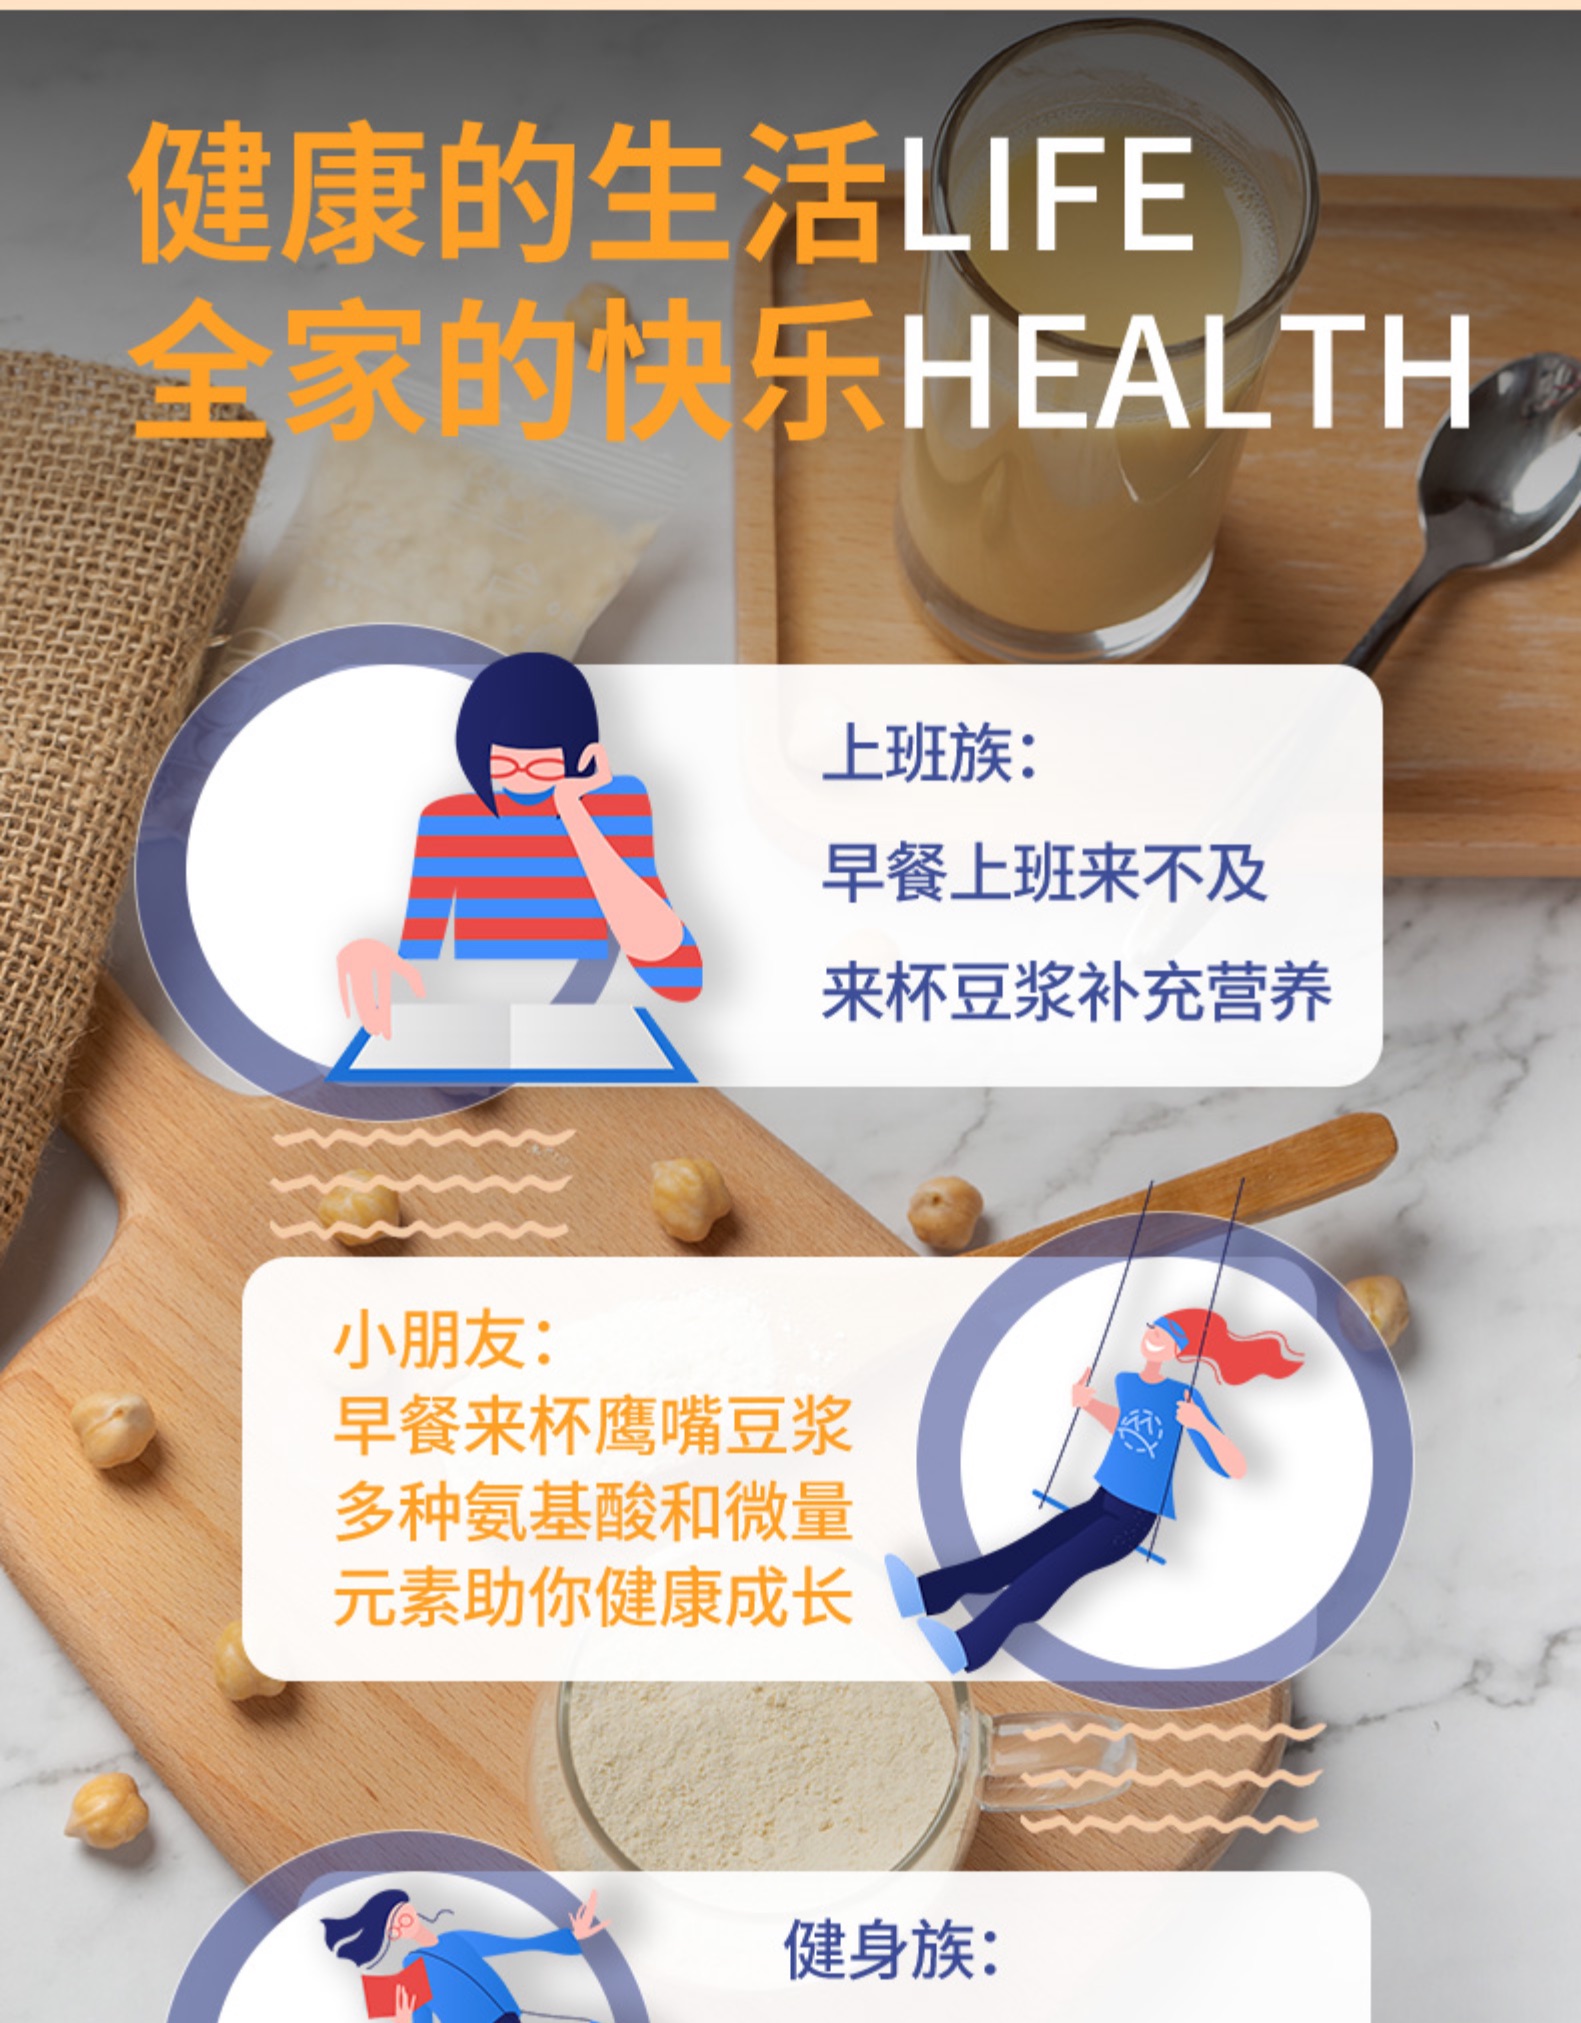 健康的生活LIFE
全家的快乐HEALTH
上班族：
早餐上班来不及
来杯豆浆补充营养
小朋友：
早餐来杯鹰嘴豆浆
多种氨基酸和微量
元素助你健康成长
健身族：